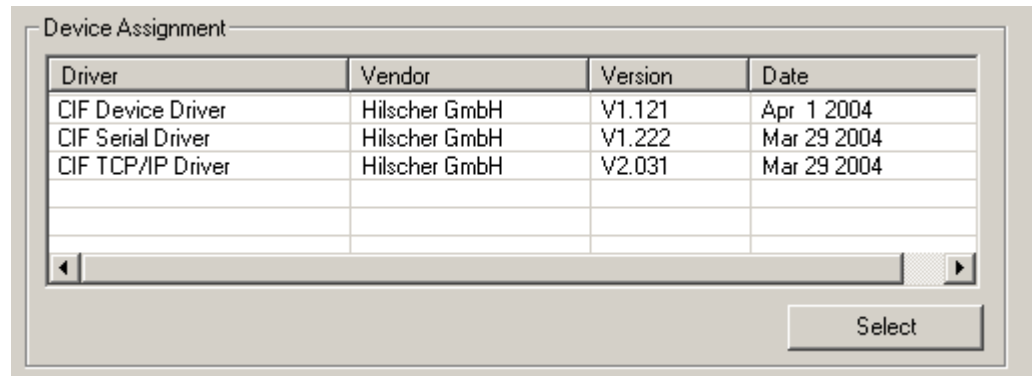 Device Assignment
Driver Vendor Version Date
CIF Device Driver Hilscher GmbH V1.121 Apr 1 2004
CIF Serial Driver Hilscher GmbH V1.222 Mar 29 2004
CIF TCP/IP Driver Hilscher GmbH V2.031 Mar 29 2004
Select